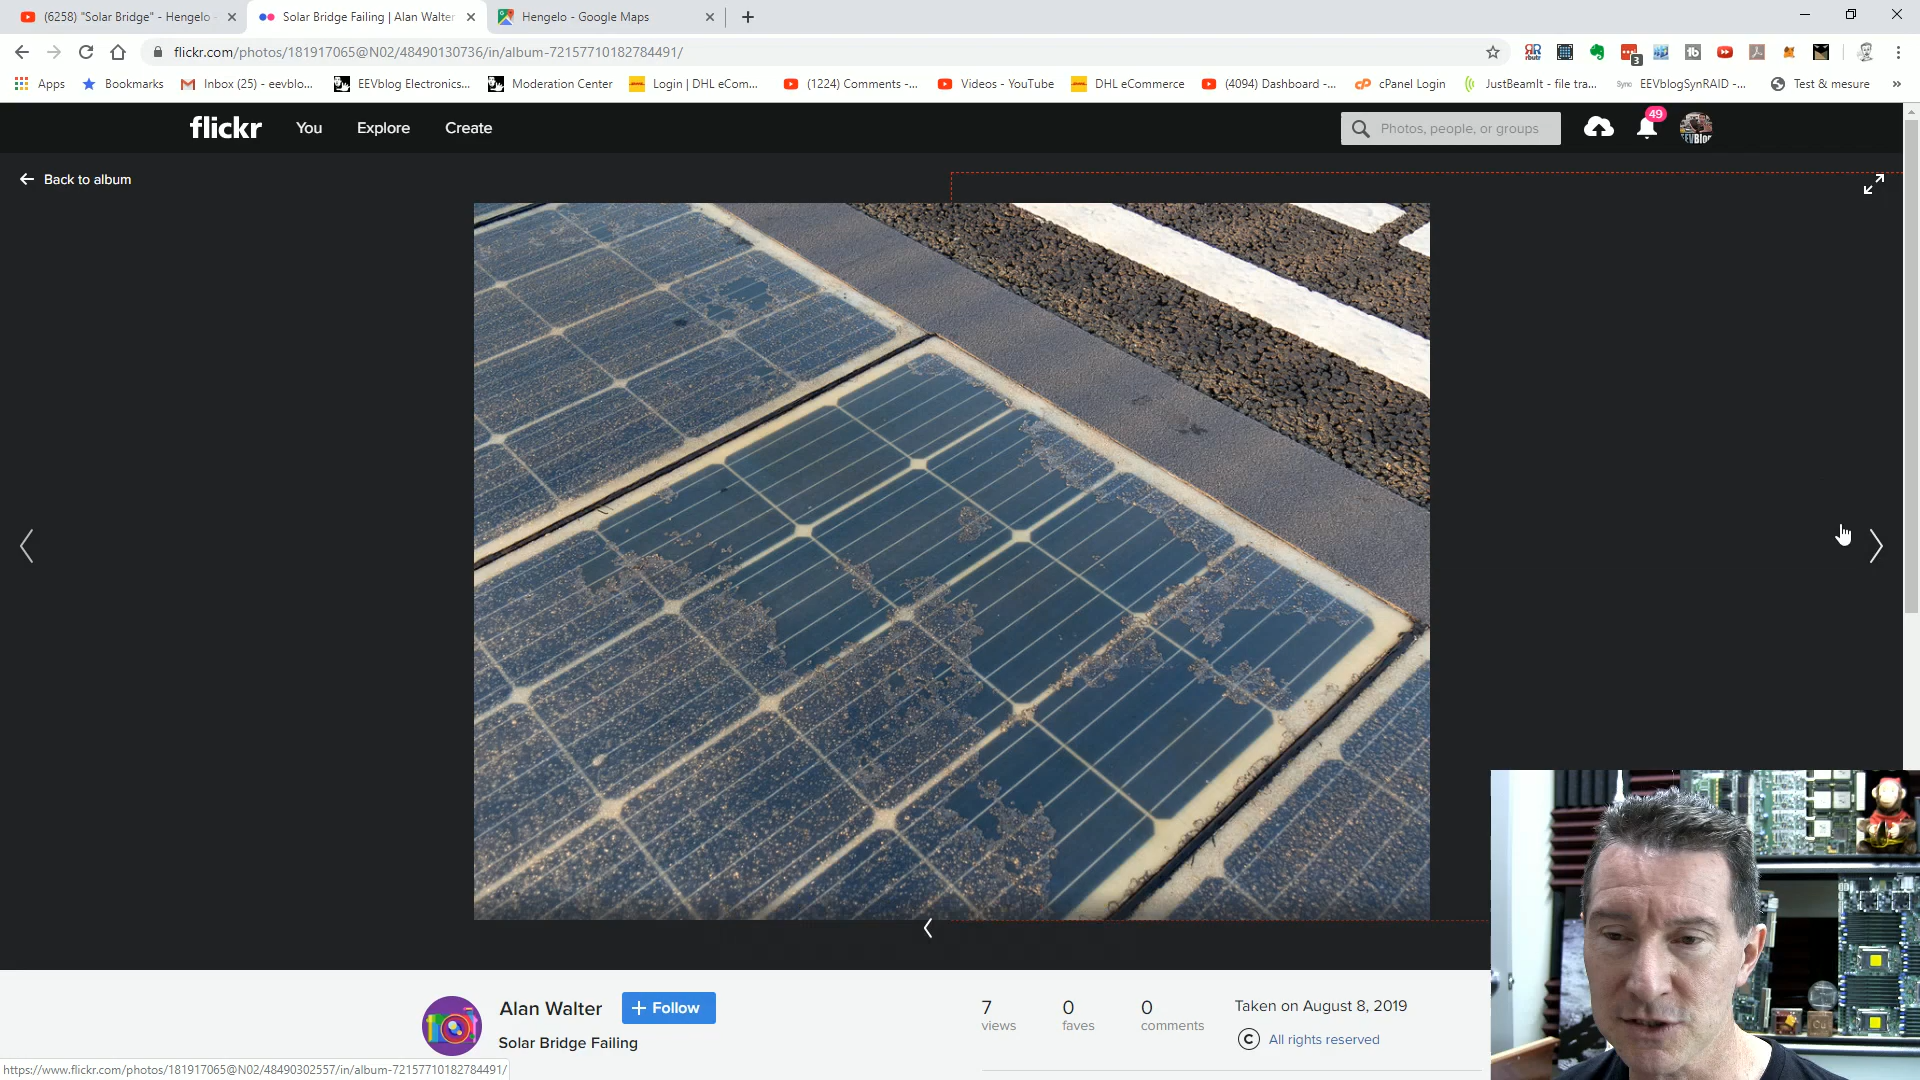 (6258) "Solar Bridge" - Hengelo
Solar Bridge Failing | Alan Walter
Hengelo - Google Maps
flickr.com/photos/181917065@N02/48490130736/in/album-72157710182784491/
Apps
Bookmarks
Inbox (25) - eevblo...
EEVblog Electronics...
Moderation Center
Login | DHL eCom...
(1224) Comments -...
Videos - YouTube
DHL eCommerce
(4094) Dashboard -...
cPanel Login
JustBeamIt - file tra...
EEVblogSynRAID -...
Test & mesure
»
flickr
You
Explore
Create
Photos, people, or groups
49
Back to album
Alan Walter
+ Follow
Solar Bridge Failing
7
views
0
faves
0
comments
Taken on August 8, 2019
© All rights reserved
https://www.flickr.com/photos/181917065@N02/48490302557/in/album-72157710182784491/